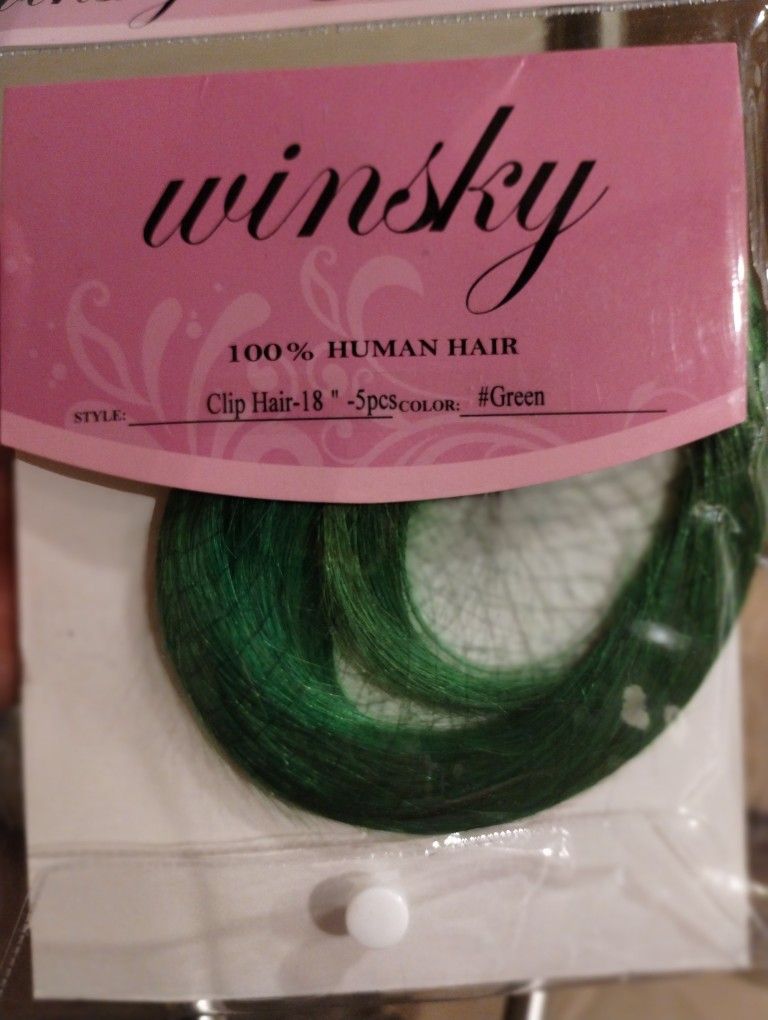 winsky
100% HUMAN HAIR
STYLE: Clip Hair-18 " -5pcs COLOR: #Green